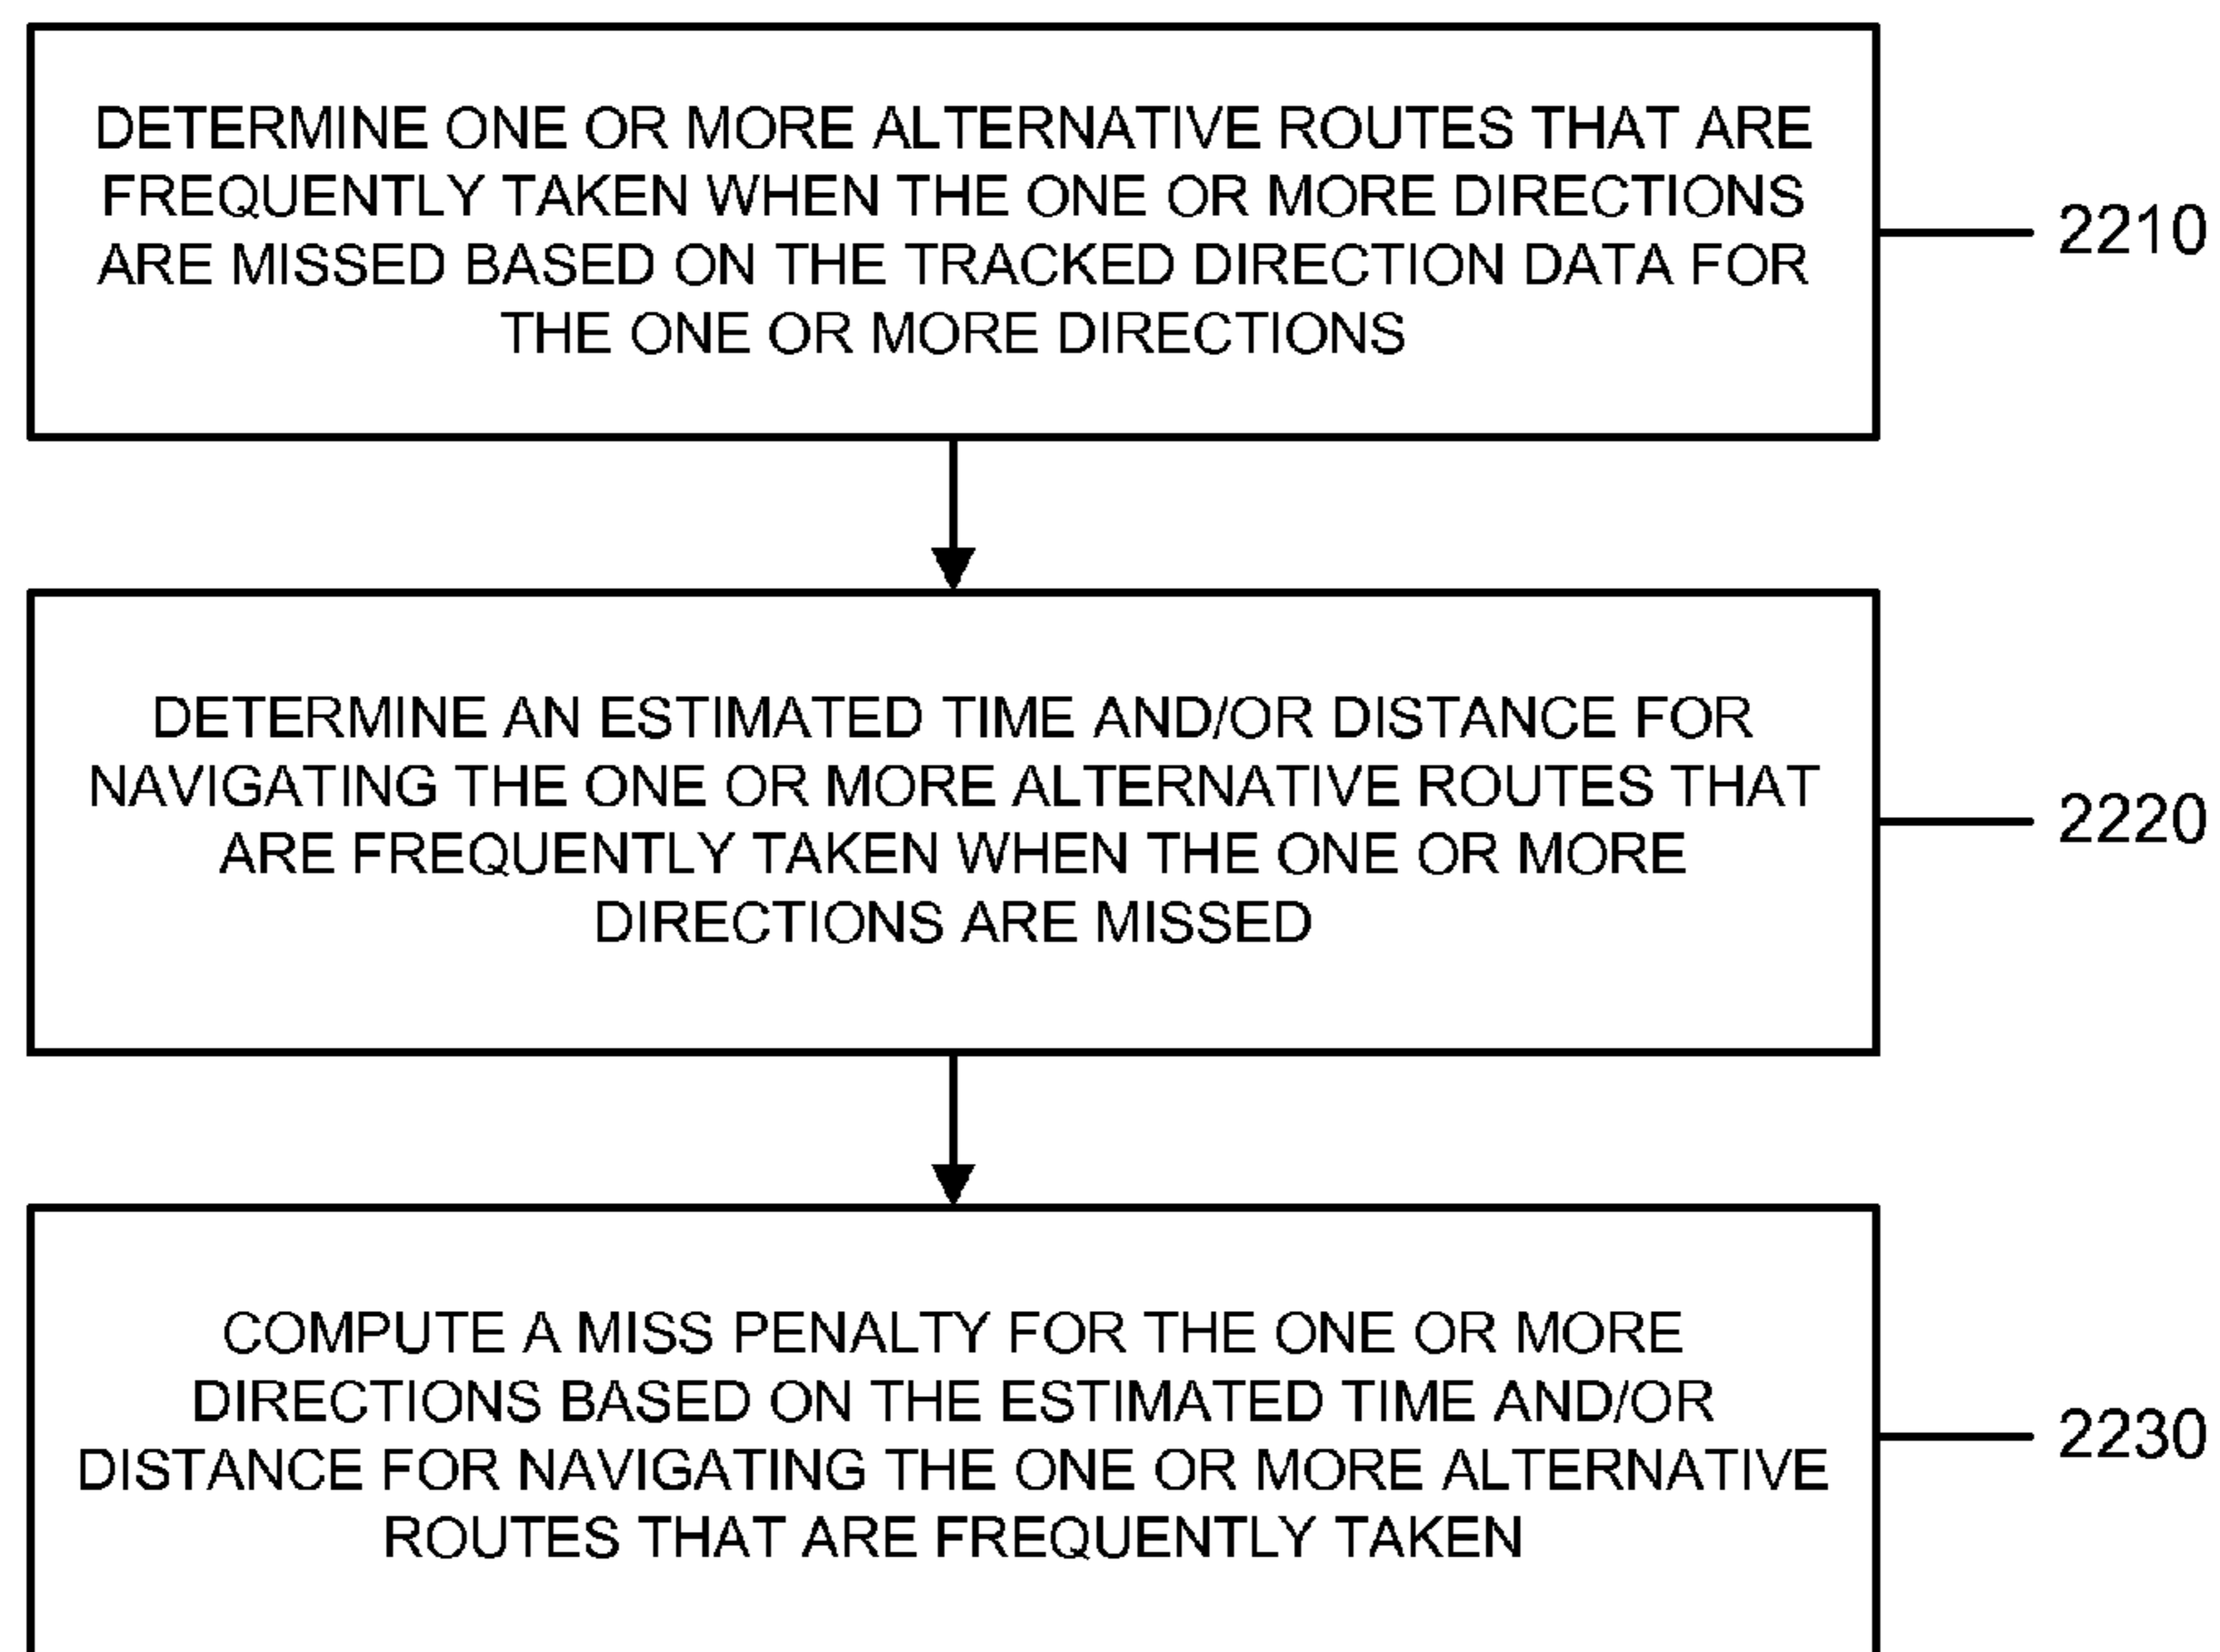 DETERMINE ONE OR MORE ALTERNATIVE ROUTES THAT ARE
FREQUENTLY TAKEN WHEN THE ONE OR MORE DIRECTIONS
ARE MISSED BASED ON THE TRACKED DIRECTION DATA FOR
THE ONE OR MORE DIRECTIONS
2210
DETERMINE AN ESTIMATED TIME AND/OR DISTANCE FOR
NAVIGATING THE ONE OR MORE ALTERNATIVE ROUTES THAT
ARE FREQUENTLY TAKEN WHEN THE ONE OR MORE
DIRECTIONS ARE MISSED
2220
COMPUTE A MISS PENALTY FOR THE ONE OR MORE
DIRECTIONS BASED ON THE ESTIMATED TIME AND/OR
DISTANCE FOR NAVIGATING THE ONE OR MORE ALTERNATIVE
ROUTES THAT ARE FREQUENTLY TAKEN
2230